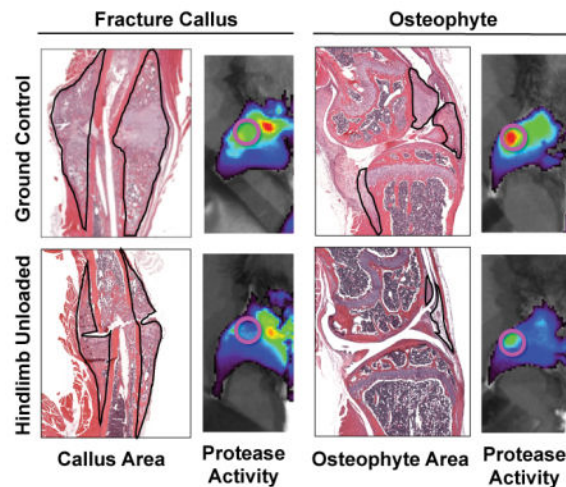 Fracture Callus
Osteophyte
Ground Control
Hindlimb Unloaded
Callus Area
Protease
Activity
Osteophyte Area
Protease
Activity